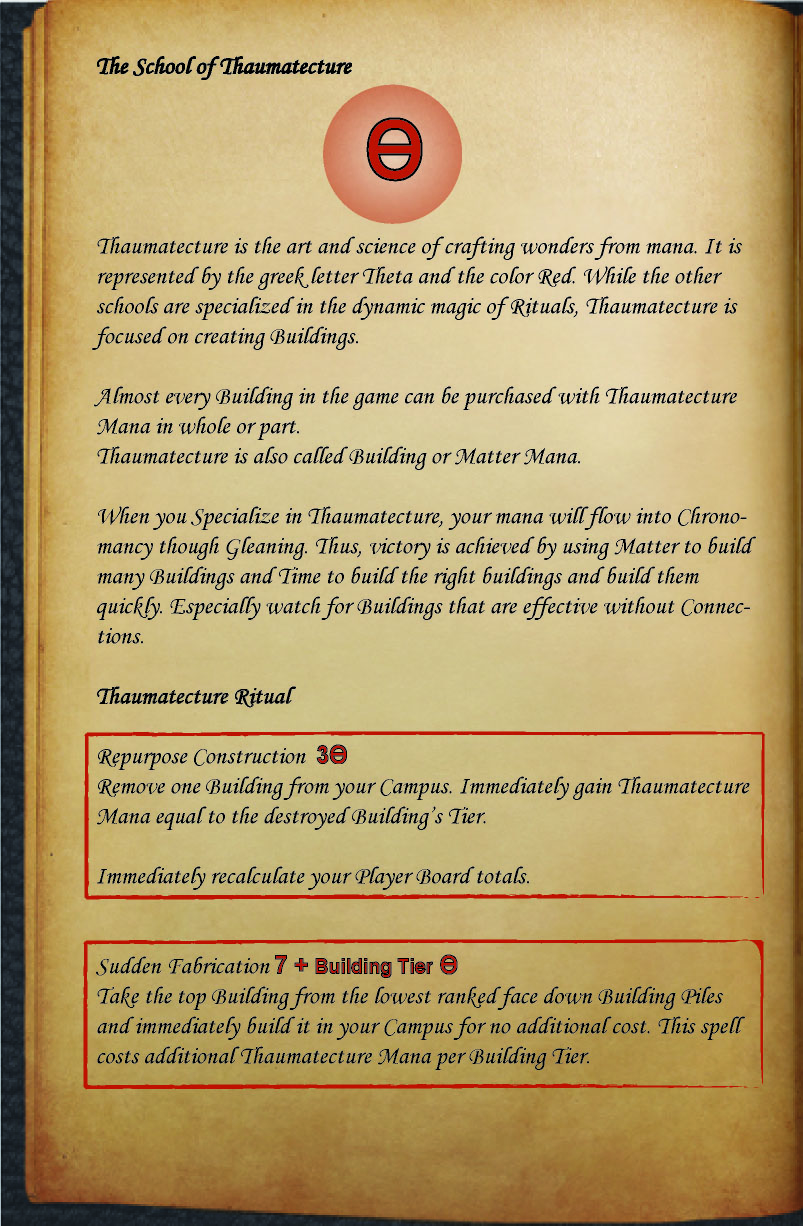 The School of Thaumatecture
Ө
Thaumatecture is the art and science of crafting wonders from mana. It is
represented by the greek letter Theta and the color Red. While the other
schools are specialized in the dynamic magic of Rituals, Thaumatecture is
focused on creating Buildings.
Almost every Building in the game can be purchased with Thaumatecture
Mana in whole or part.
Thaumatecture is also called Building or Matter Mana.
When you Specialize in Thaumatecture, your mana will flow into Chrono-
mancy though Gleaning. Thus, victory is achieved by using Matter to build
many Buildings and Time to build the right buildings and build them
quickly. Especially watch for Buildings that are effective without Connec-
tions.
Thaumatecture Ritual
Repurpose Construction 3Ө
Remove one Building from your Campus. Immediately gain Thaumatecture
Mana equal to the destroyed Building's Tier.
Immediately recalculate your Player Board totals.
Sudden Fabrication 7 + Building Tier Ө
Take the top Building from the lowest ranked face down Building Piles
and immediately build it in your Campus for no additional cost. This spell
costs additional Thaumatecture Mana per Building Tier.